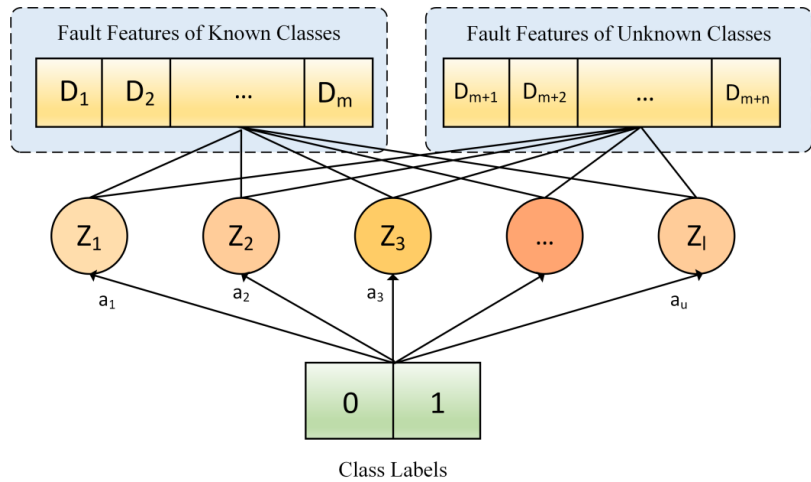 Fault Features of Known Classes
Fault Features of Unknown Classes
D1 D2 ... Dm
Dm+1 Dm+2 ... Dm+n
Z1 Z2 Z3 ... Zl
a1 a2 a3 au
0 1
Class Labels